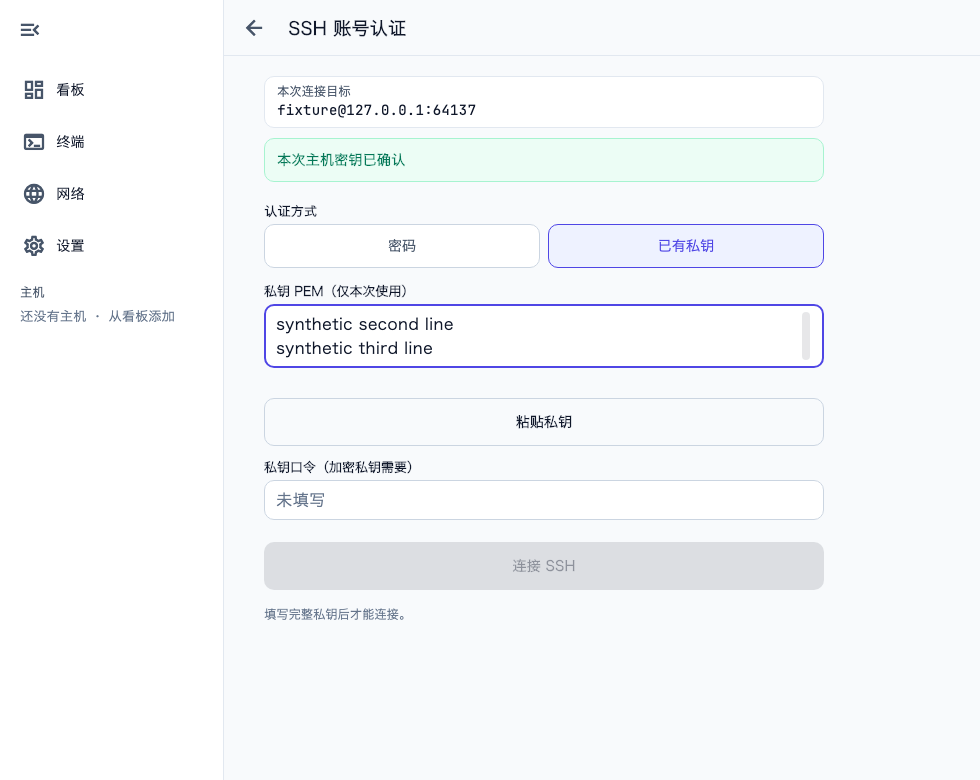 SSH 账号认证
看板
终端
网络
设置
主机
还没有主机 · 从看板添加
本次连接目标
fixture@127.0.0.1:64137
本次主机密钥已确认
认证方式
密码
已有私钥
私钥 PEM（仅本次使用）
synthetic second line
synthetic third line
粘贴私钥
私钥口令（加密私钥需要）
未填写
连接 SSH
填写完整私钥后才能连接。